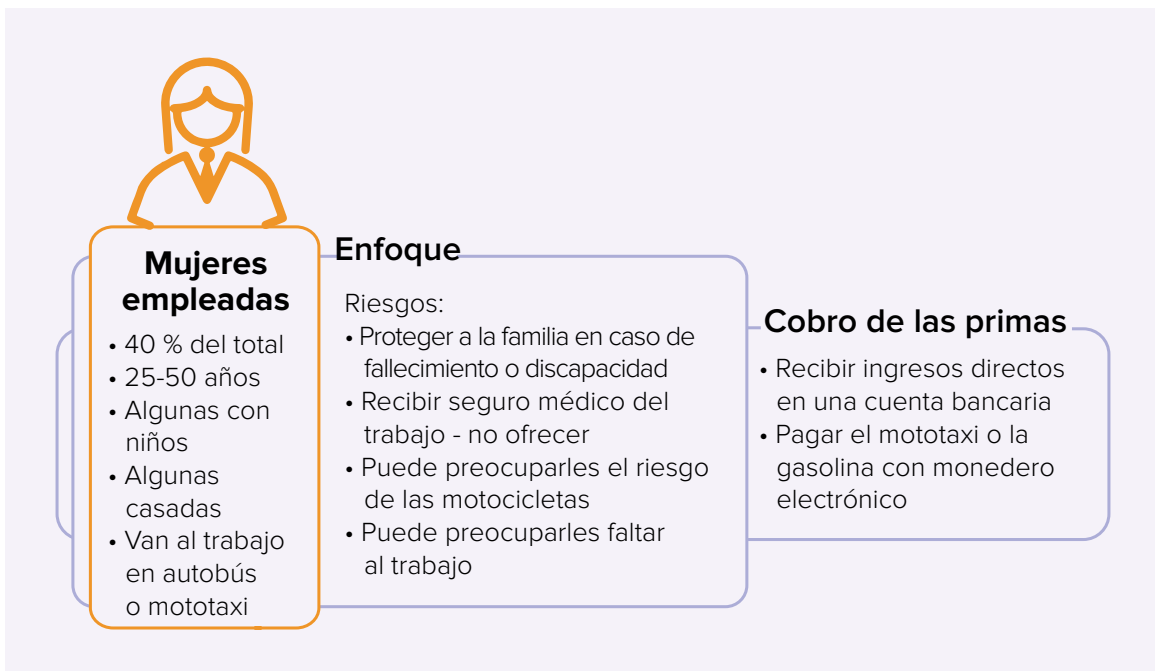 Mujeres
empleadas
• 40 % del total
• 25-50 años
• Algunas con
niños
• Algunas
casadas
• Van al trabajo
en autobús
o mototaxi
Enfoque
Riesgos:
• Proteger a la familia en caso de
fallecimiento o discapacidad
• Recibir seguro médico del
trabajo - no ofrecer
• Puede preocuparles el riesgo
de las motocicletas
• Puede preocuparles faltar
al trabajo
Cobro de las primas
• Recibir ingresos directos
en una cuenta bancaria
• Pagar el mototaxi o la
gasolina con monedero
electrónico